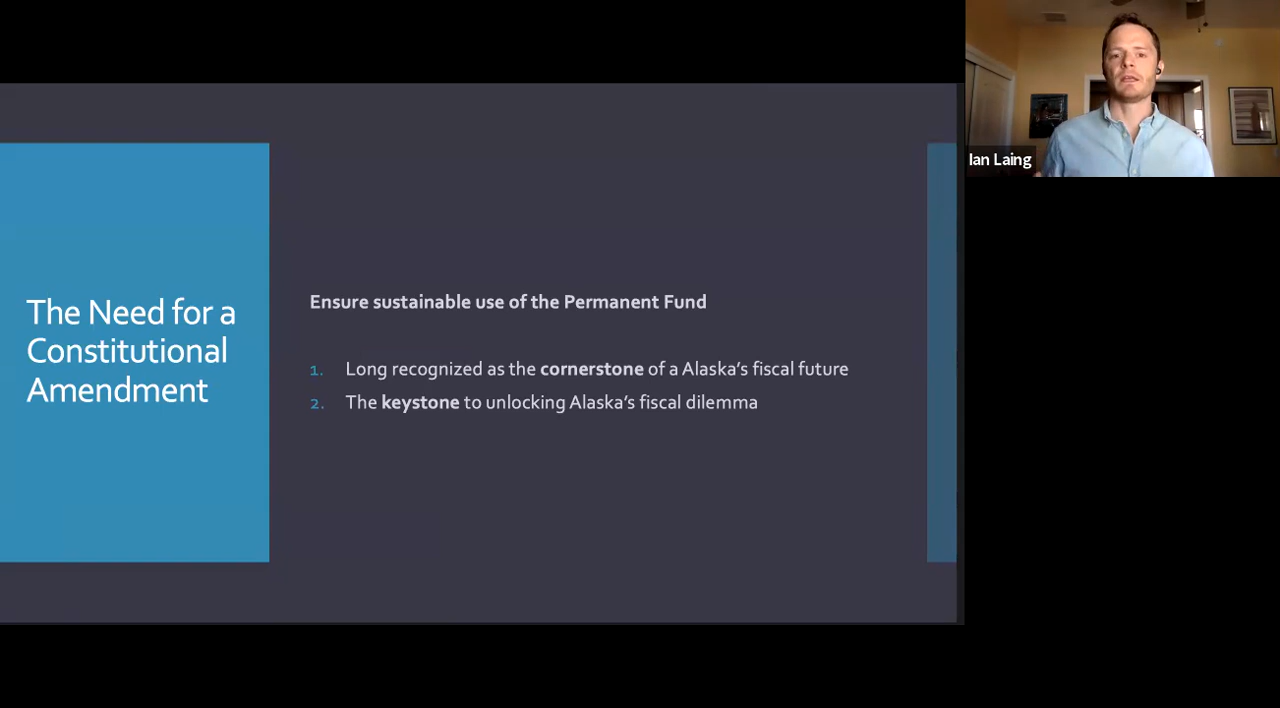 The Need for a
Constitutional
Amendment
Ensure sustainable use of the Permanent Fund
1. Long recognized as the cornerstone of a Alaska's fiscal future
2. The keystone to unlocking Alaska's fiscal dilemma
Ian Laing